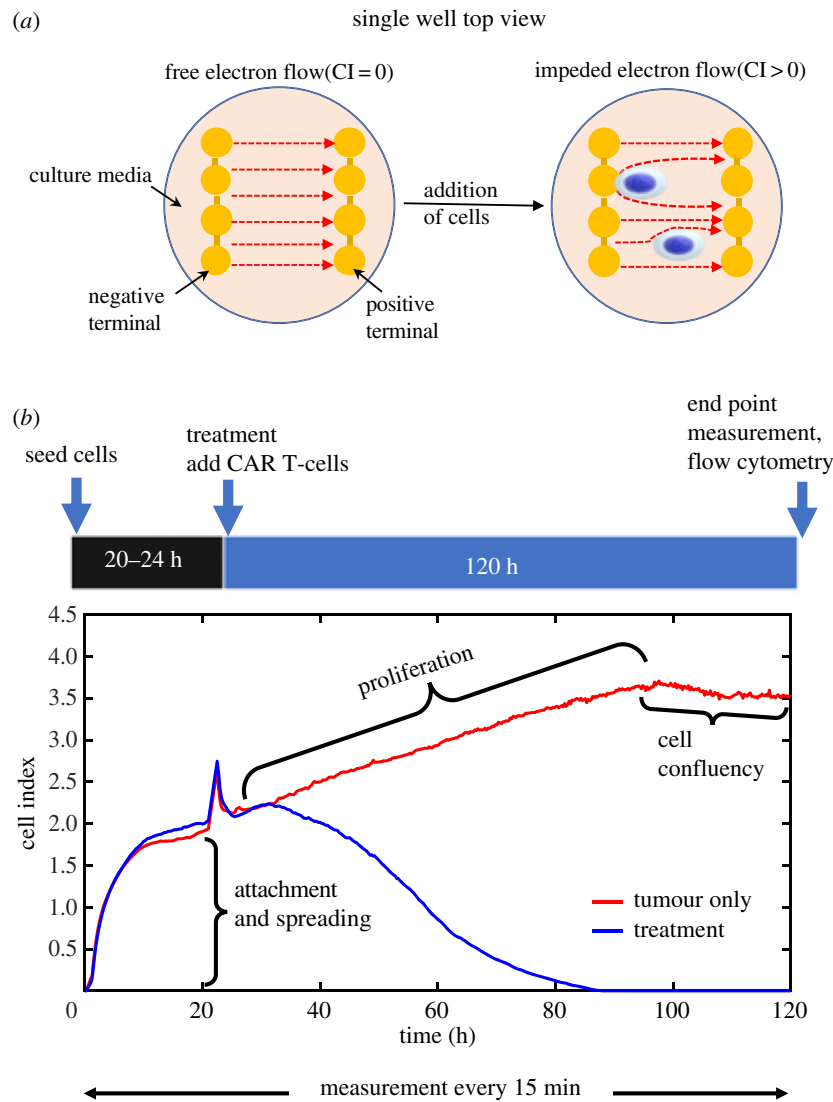 (a)
single well top view
free electron flow(CI = 0)
impeded electron flow(CI > 0)
culture media
addition
of cells
negative
terminal
positive
terminal
(b)
seed cells
treatment
add CAR T-cells
end point
measurement,
flow cytometry
20–24 h
120 h
4.5
4.0
3.5
3.0
2.5
2.0
1.5
1.0
0.5
cell index
proliferation
cell
confluency
attachment
and spreading
tumour only
treatment
0
20
40
60
80
100
120
time (h)
measurement every 15 min